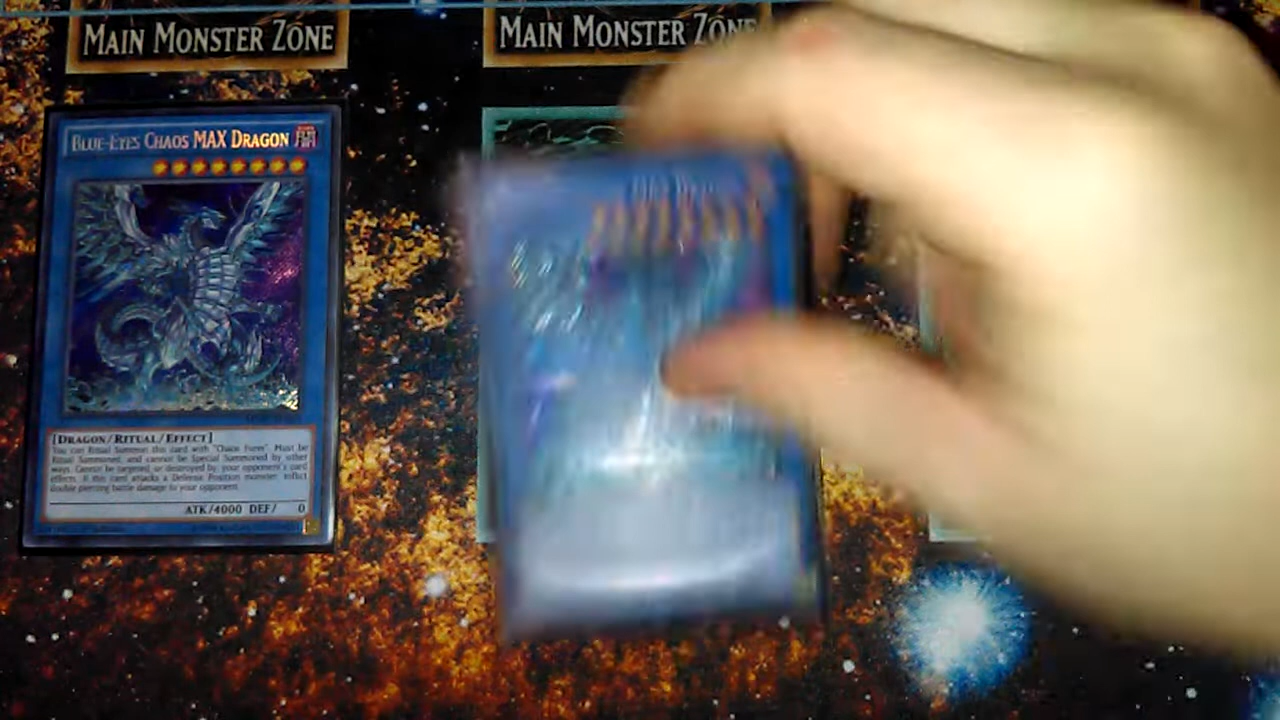 MAIN MONSTER ZONE
MAIN MONSTER ZONE
BLUE-EYES CHAOS MAX DRAGON
[DRAGON/RITUAL/EFFECT]
You can Ritual Summon this card with "Chaos Form". Must be
Ritual Summoned, and cannot be Special Summoned by other
ways. Cannot be targeted or destroyed by your opponent's card
effects. If this card attacks a Defense Position monster, inflict
double piercing battle damage to your opponent.
ATK/4000 DEF/ 0